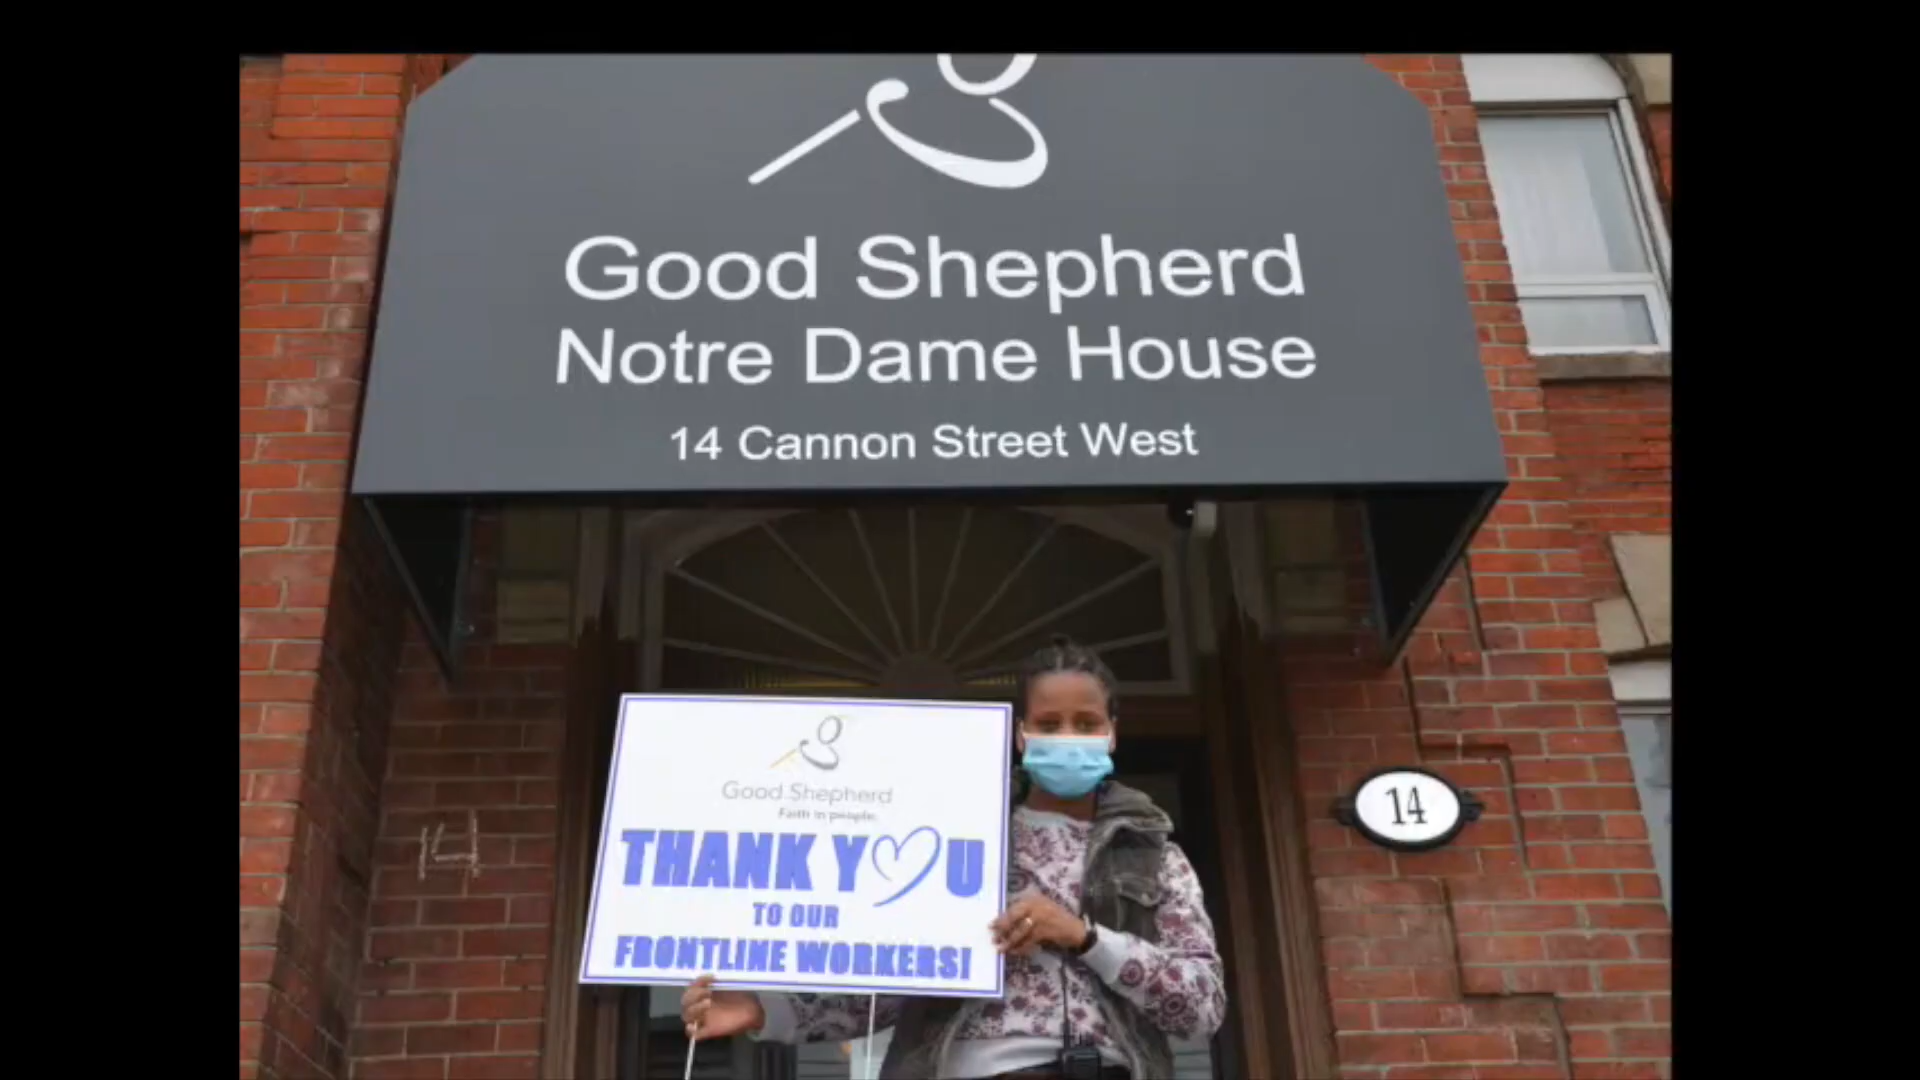 Good Shepherd
Notre Dame House
14 Cannon Street West
Good Shepherd
Faith in people.
THANK YOU
TO OUR
FRONTLINE WORKERS!
14
14